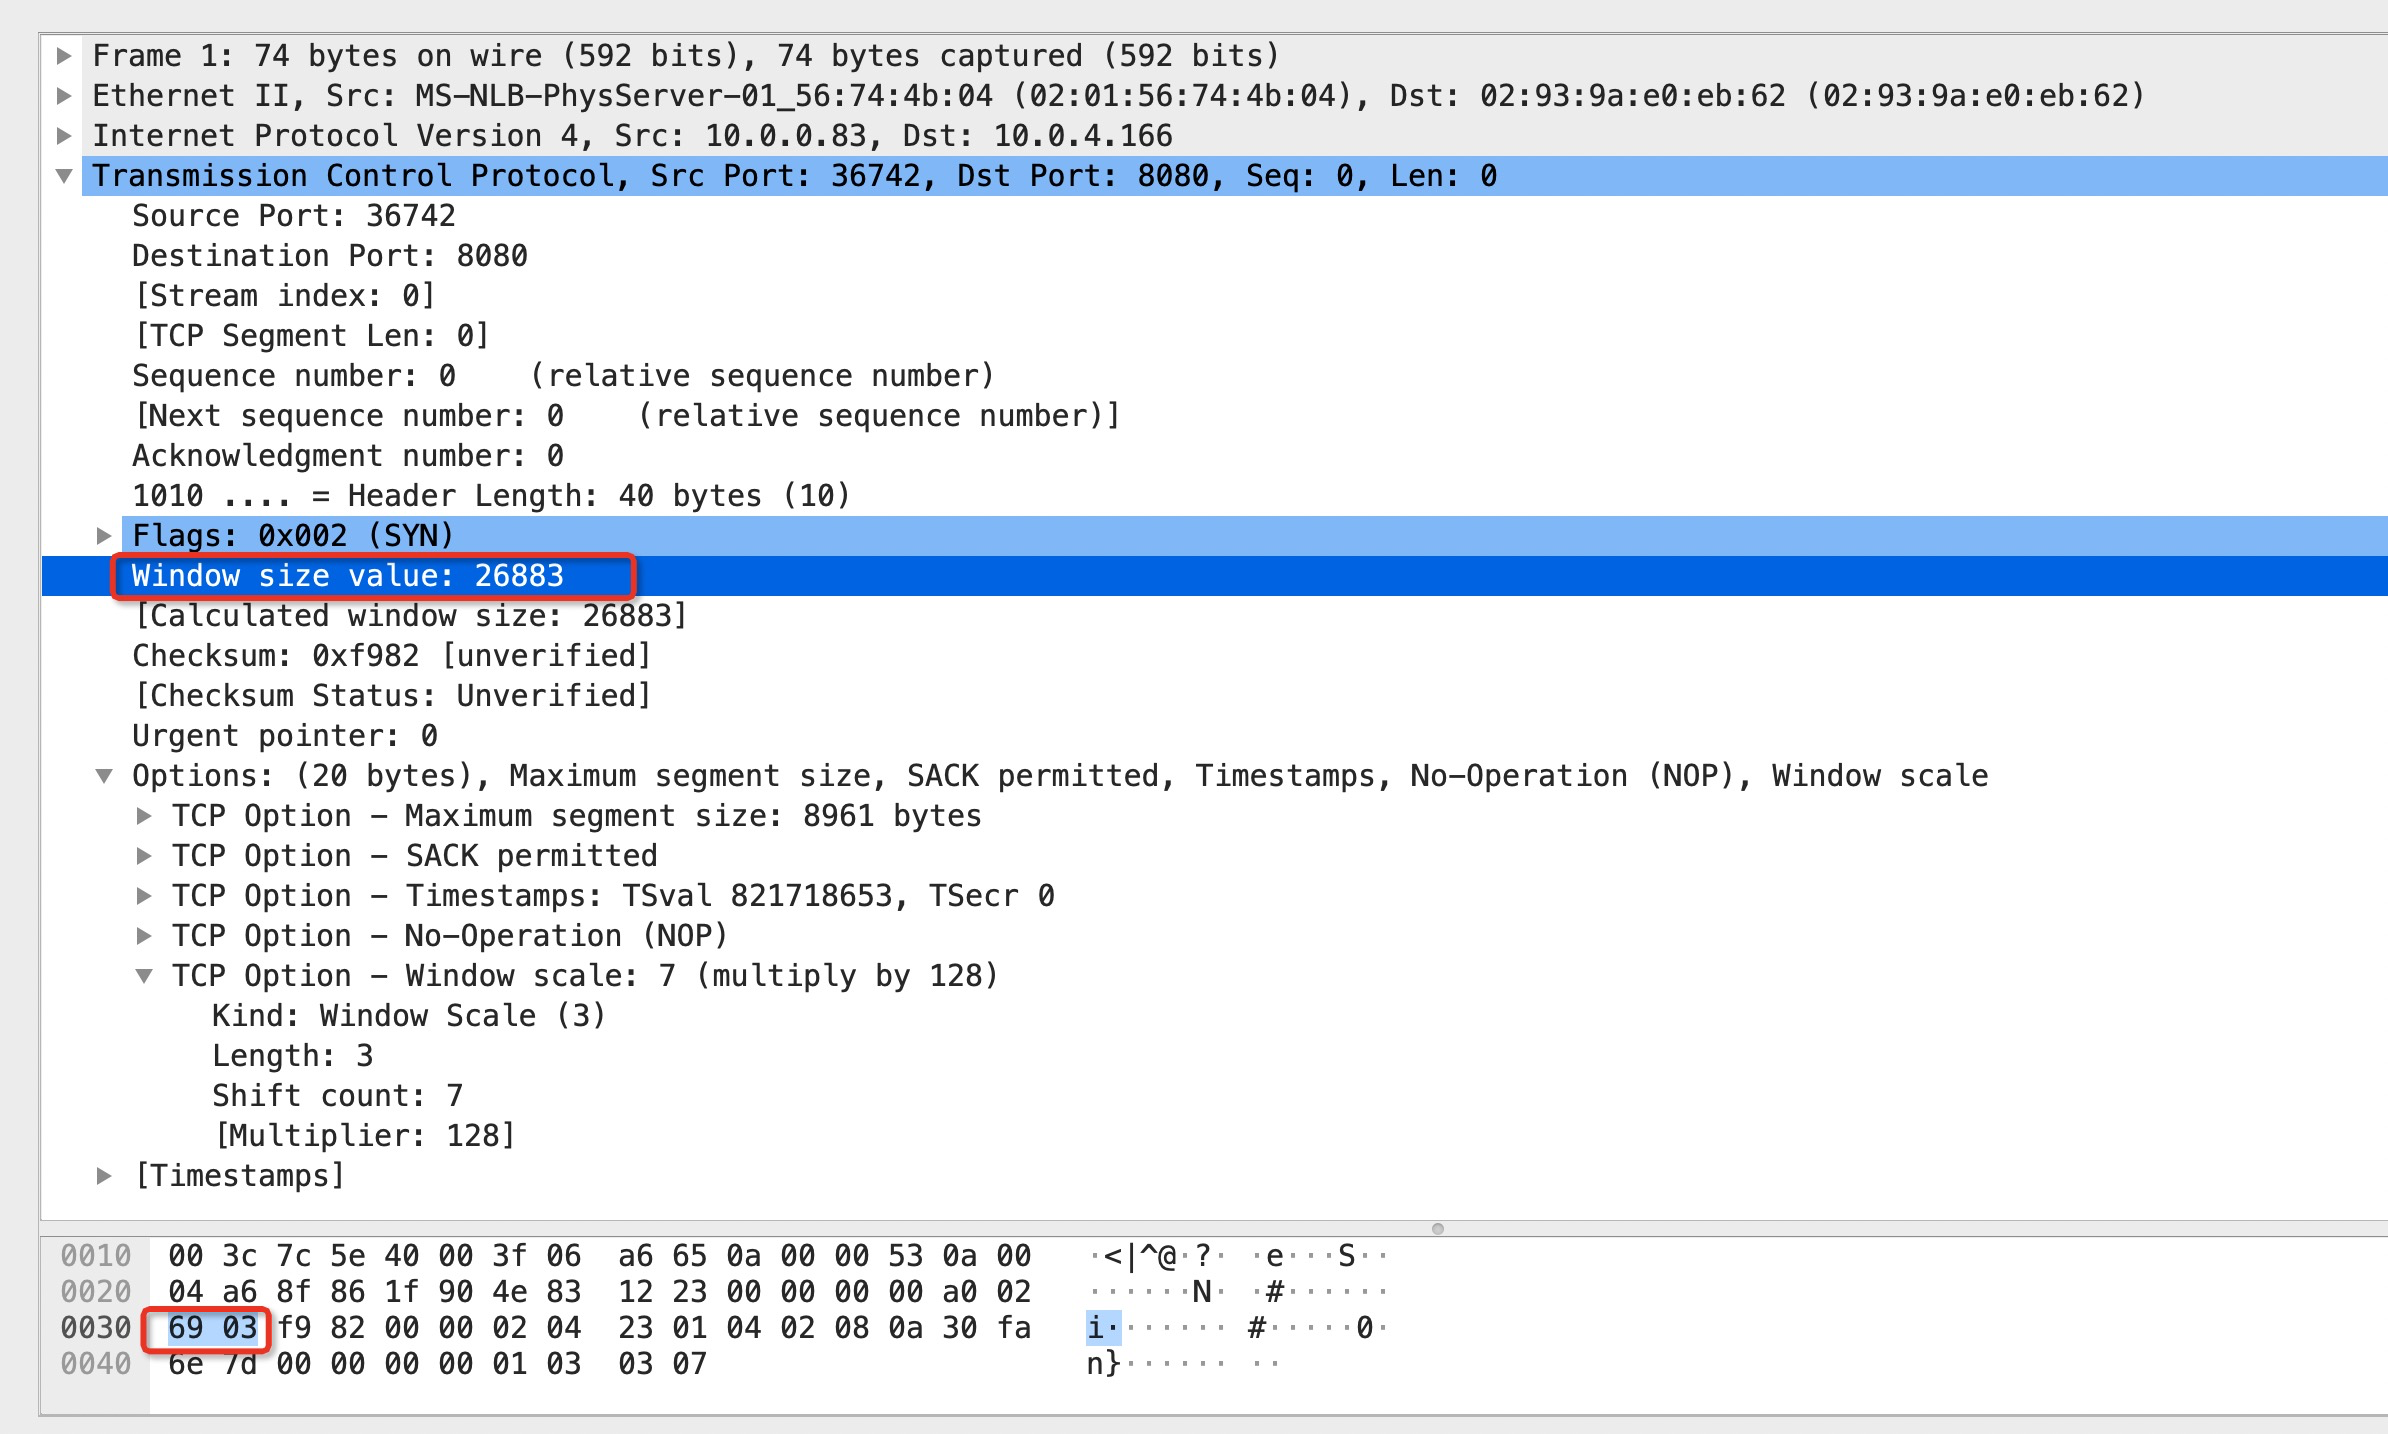 Frame 1: 74 bytes on wire (592 bits), 74 bytes captured (592 bits)
Ethernet II, Src: MS-NLB-PhysServer-01_56:74:4b:04 (02:01:56:74:4b:04), Dst: 02:93:9a:e0:eb:62 (02:93:9a:e0:eb:62)
Internet Protocol Version 4, Src: 10.0.0.83, Dst: 10.0.4.166
Transmission Control Protocol, Src Port: 36742, Dst Port: 8080, Seq: 0, Len: 0
Source Port: 36742
Destination Port: 8080
[Stream index: 0]
[TCP Segment Len: 0]
Sequence number: 0    (relative sequence number)
[Next sequence number: 0    (relative sequence number)]
Acknowledgment number: 0
1010 .... = Header Length: 40 bytes (10)
Flags: 0x002 (SYN)
Window size value: 26883
[Calculated window size: 26883]
Checksum: 0xf982 [unverified]
[Checksum Status: Unverified]
Urgent pointer: 0
Options: (20 bytes), Maximum segment size, SACK permitted, Timestamps, No-Operation (NOP), Window scale
TCP Option – Maximum segment size: 8961 bytes
TCP Option – SACK permitted
TCP Option – Timestamps: TSval 821718653, TSecr 0
TCP Option – No-Operation (NOP)
TCP Option – Window scale: 7 (multiply by 128)
Kind: Window Scale (3)
Length: 3
Shift count: 7
[Multiplier: 128]
[Timestamps]
0010 00 3c 7c 5e 40 00 3f 06 a6 65 0a 00 00 53 0a 00 ·<|^@·?· ·e···S··
0020 04 a6 8f 86 1f 90 4e 83 12 23 00 00 00 00 a0 02 ······N· ·#······
0030 69 03 f9 82 00 00 02 04 23 01 04 02 08 0a 30 fa i······· #·····0·
0040 6e 7d 00 00 00 00 01 03 03 07 n}······ ··